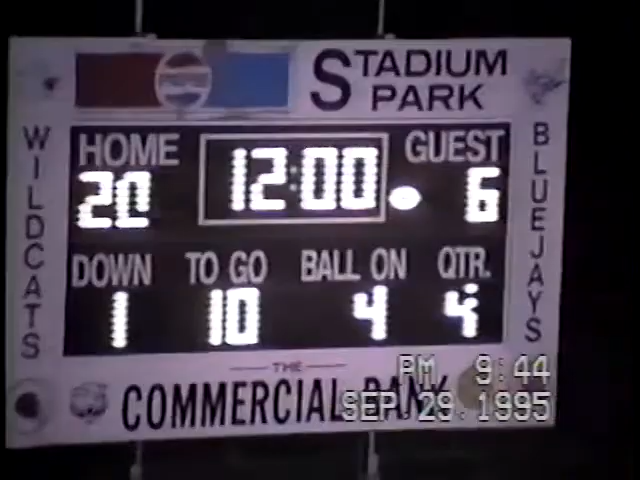 STADIUM
PARK
PEPSI
WILDCATS
BLUEJAYS
HOME 12:00 GUEST
20 6
DOWN TO GO BALL ON QTR.
1 10 4 4
THE
COMMERCIAL BANK
PM 9:44
SEP 29.1995